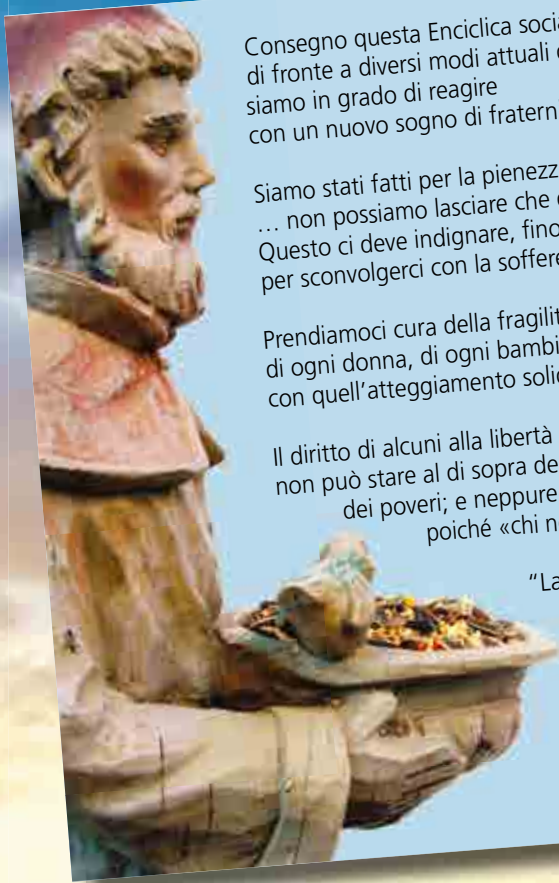 Consegno questa Enciclica socia
di fronte a diversi modi attuali
siamo in grado di reagire
con un nuovo sogno di fratern
Siamo stati fatti per la pienezz
… non possiamo lasciare che
Questo ci deve indignare, fino
per sconvolgerci con la soffere
Prendiamoci cura della fragilit
di ogni donna, di ogni bambi
con quell'atteggiamento solid
Il diritto di alcuni alla libertà
non può stare al di sopra de
dei poveri; e neppure
poiché «chi n
"La